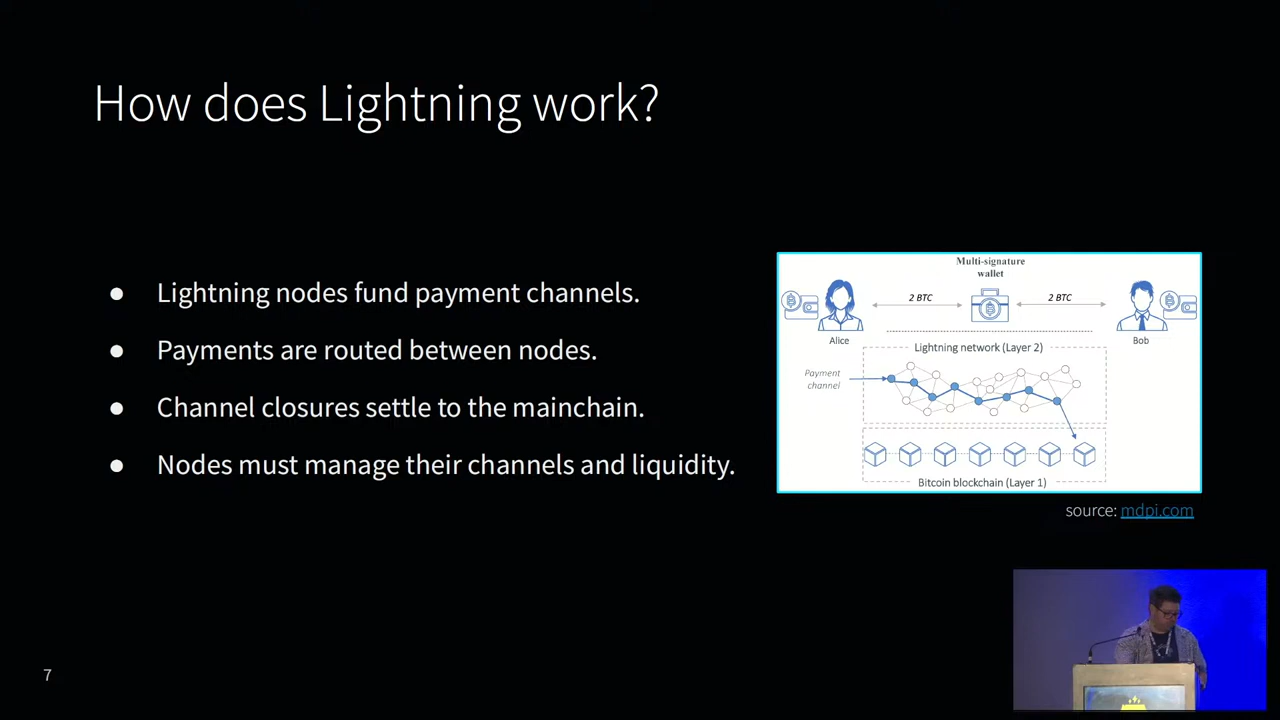 How does Lightning work?
● Lightning nodes fund payment channels.
● Payments are routed between nodes.
● Channel closures settle to the mainchain.
● Nodes must manage their channels and liquidity.
Multi-signature
wallet
2 BTC
2 BTC
Alice
Bob
Lightning network (Layer 2)
Payment
channel
Bitcoin blockchain (Layer 1)
source: mdpi.com
7